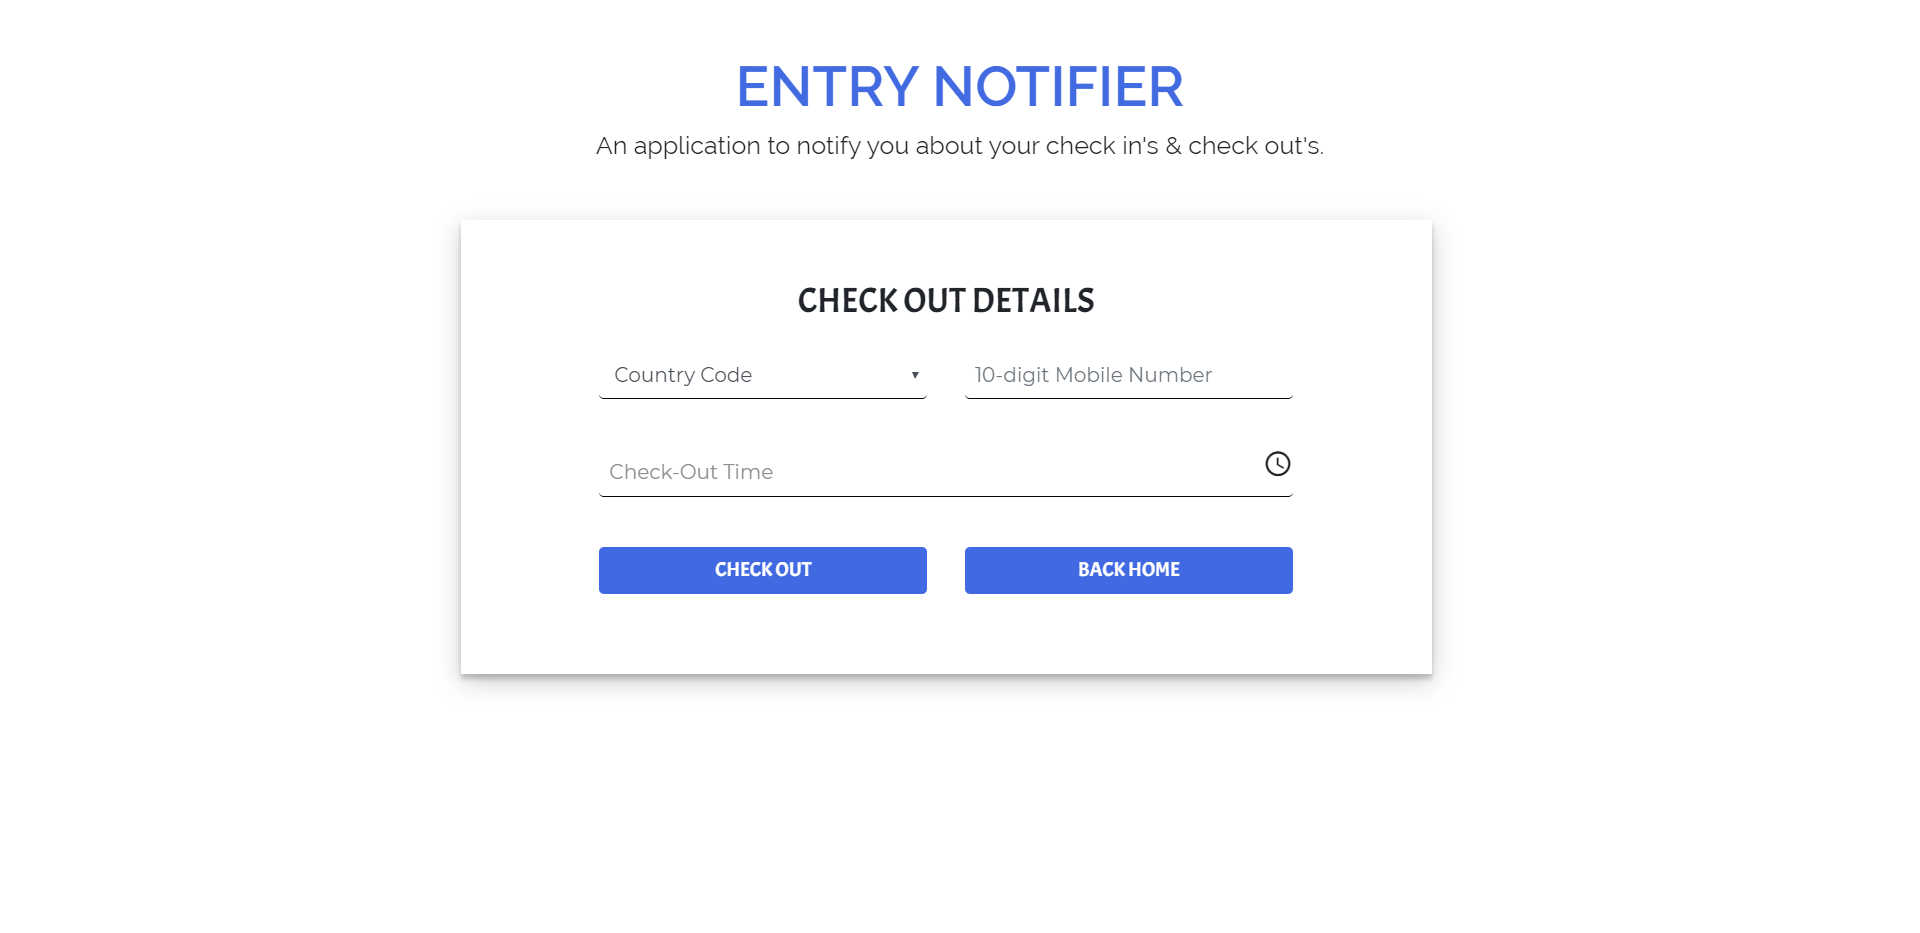 ENTRY NOTIFIER
An application to notify you about your check in's & check out's.
CHECK OUT DETAILS
Country Code 10-digit Mobile Number
Check-Out Time
CHECK OUT BACK HOME